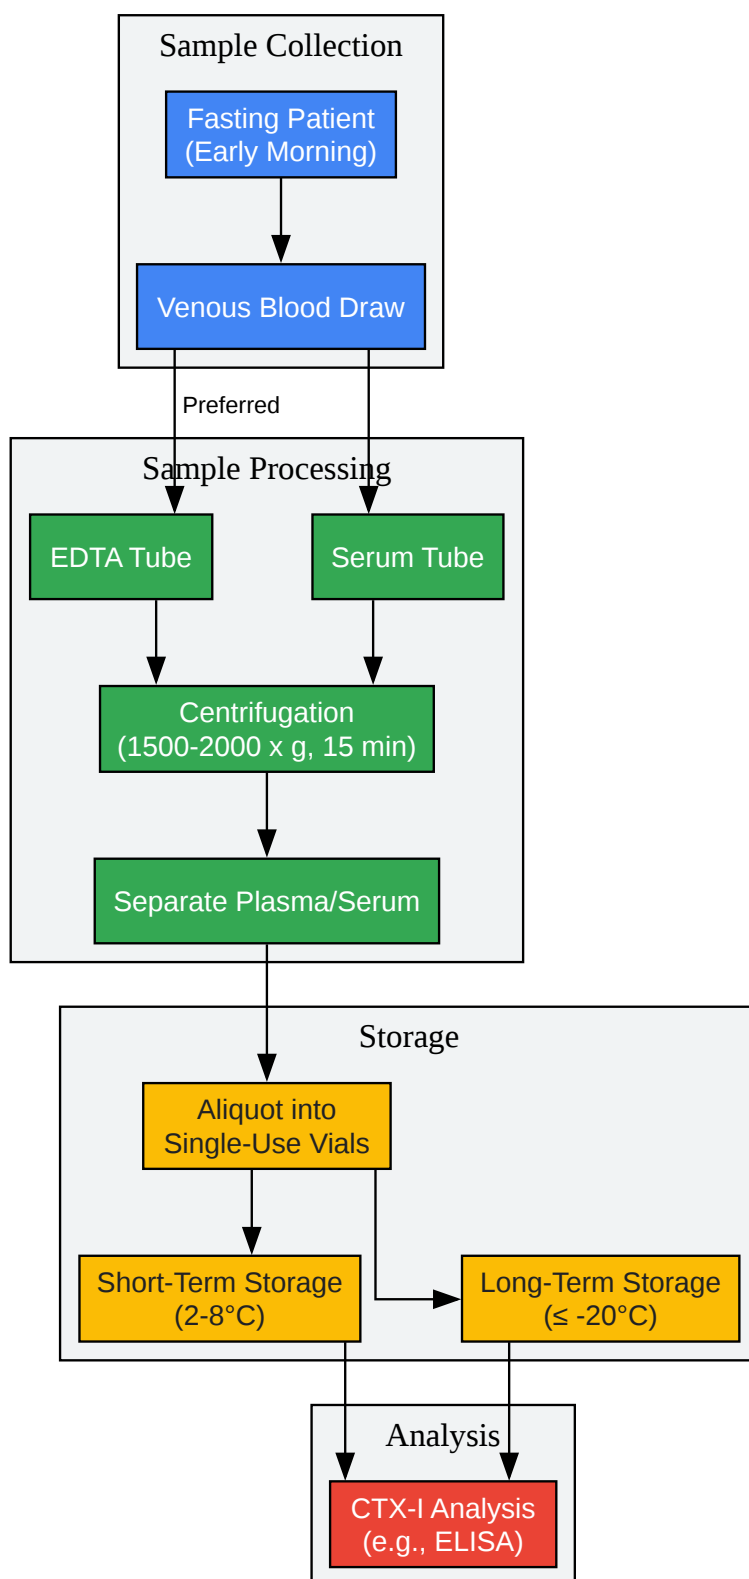 Sample Collection
Fasting Patient
(Early Morning)
Venous Blood Draw
Preferred
Sample Processing
EDTA Tube
Serum Tube
Centrifugation
(1500-2000 x g, 15 min)
Separate Plasma/Serum
Storage
Aliquot into
Single-Use Vials
Short-Term Storage
(2-8°C)
Long-Term Storage
(≤ -20°C)
Analysis
CTX-I Analysis
(e.g., ELISA)